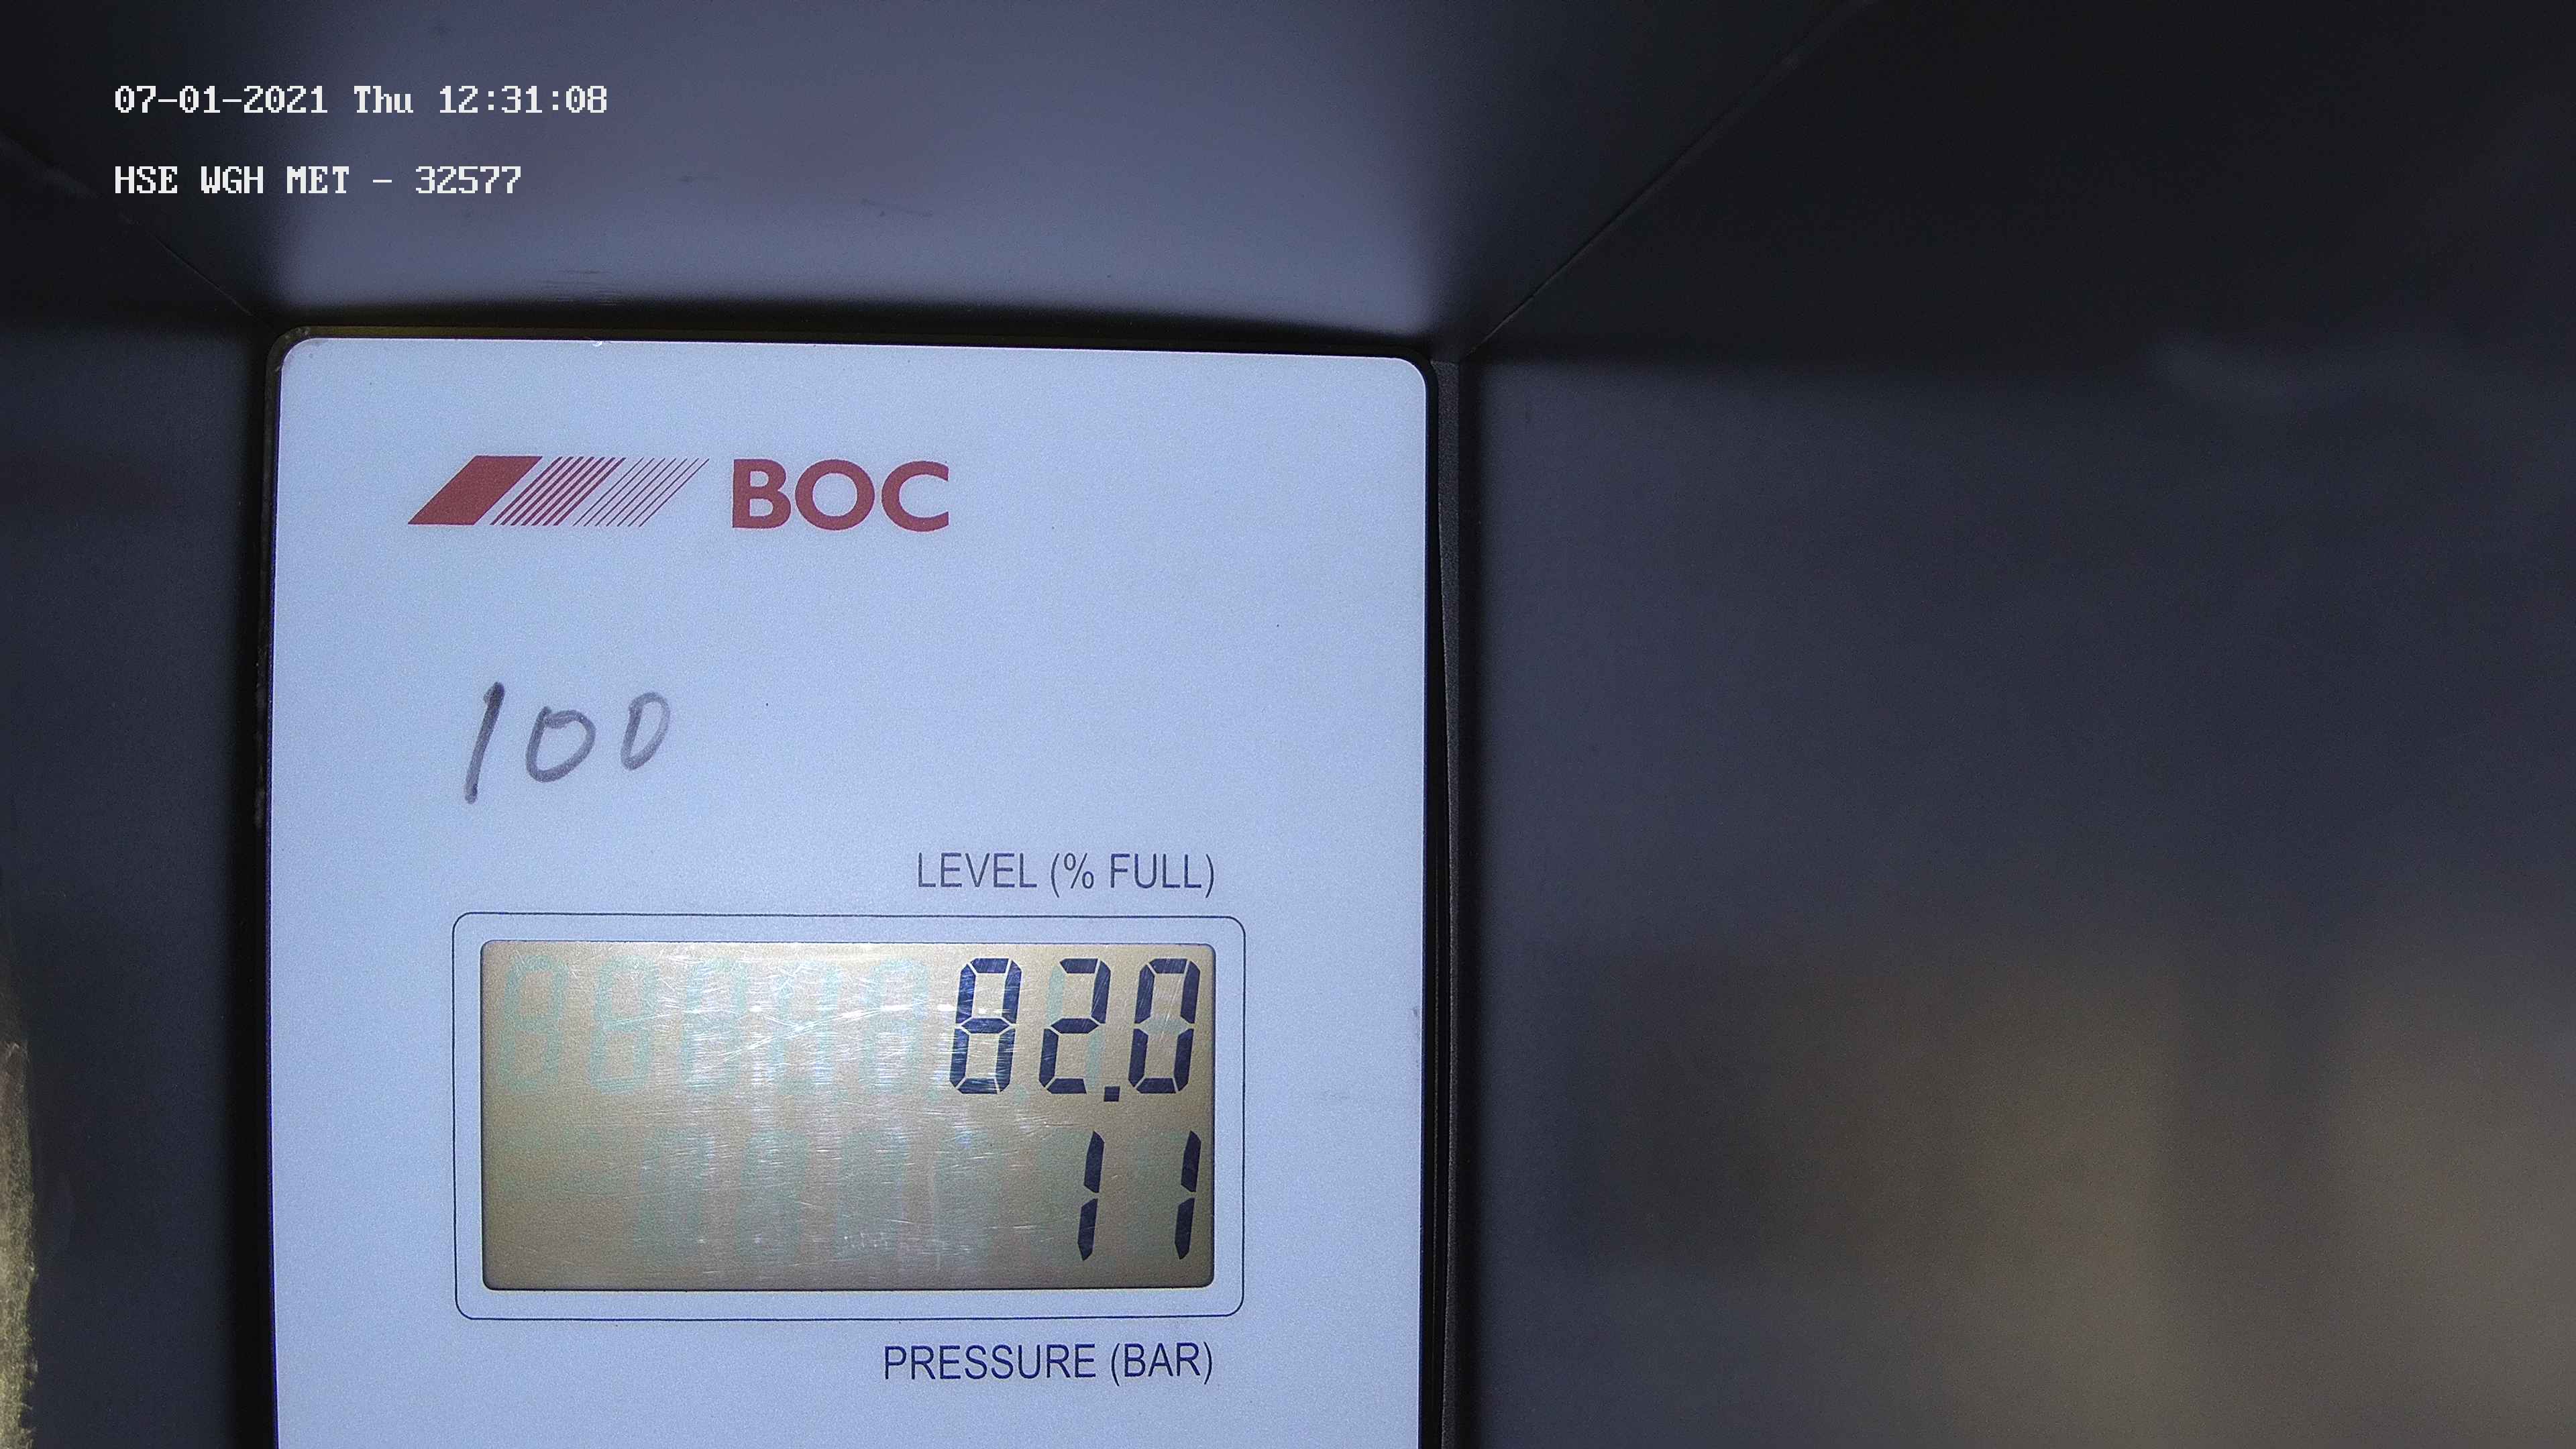 07-01-2021 Thu 12:31:08
HSE WGH MET - 32577
BOC
100
LEVEL (% FULL)
82.0
11
PRESSURE (BAR)